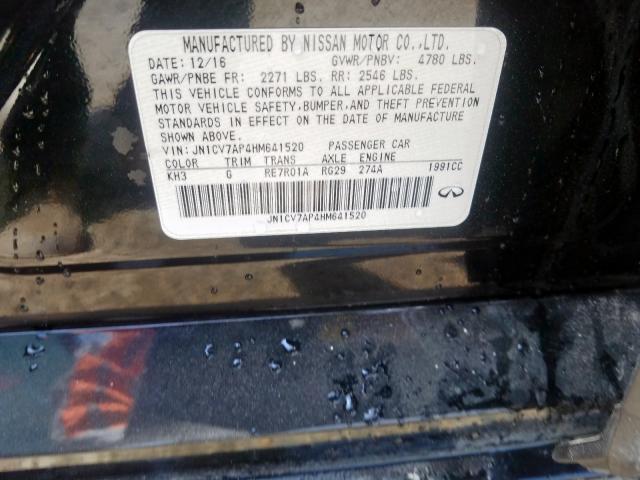 MANUFACTURED BY NISSAN MOTOR CO.,LTD.
DATE: 12/16 GVWR/PNBV: 4780 LBS.
GAWR/PNBE FR: 2271 LBS. RR: 2546 LBS.
THIS VEHICLE CONFORMS TO ALL APPLICABLE FEDERAL
MOTOR VEHICLE SAFETY, BUMPER, AND THEFT PREVENTION
STANDARDS IN EFFECT ON THE DATE OF MANUFACTURE
SHOWN ABOVE.
VIN: JN1CV7AP4HM641520 PASSENGER CAR
COLOR TRIM TRANS AXLE ENGINE
KH3 G RE7R01A RG29 274A 1991CC
JN1CV7AP4HM641520